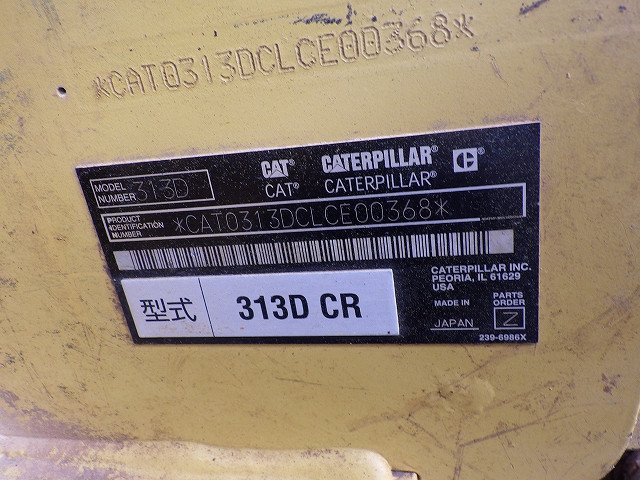 *CAT0313DCLCE00368*
CAT® CATERPILLAR®
MODEL NUMBER 313D
CAT® CATERPILLAR®
PRODUCT IDENTIFICATION NUMBER *CAT0313DCLCE00368*
CATERPILLAR INC.
PEORIA, IL 61629
USA
型式 313D CR
MADE IN JAPAN
PARTS ORDER Z
239-6986X